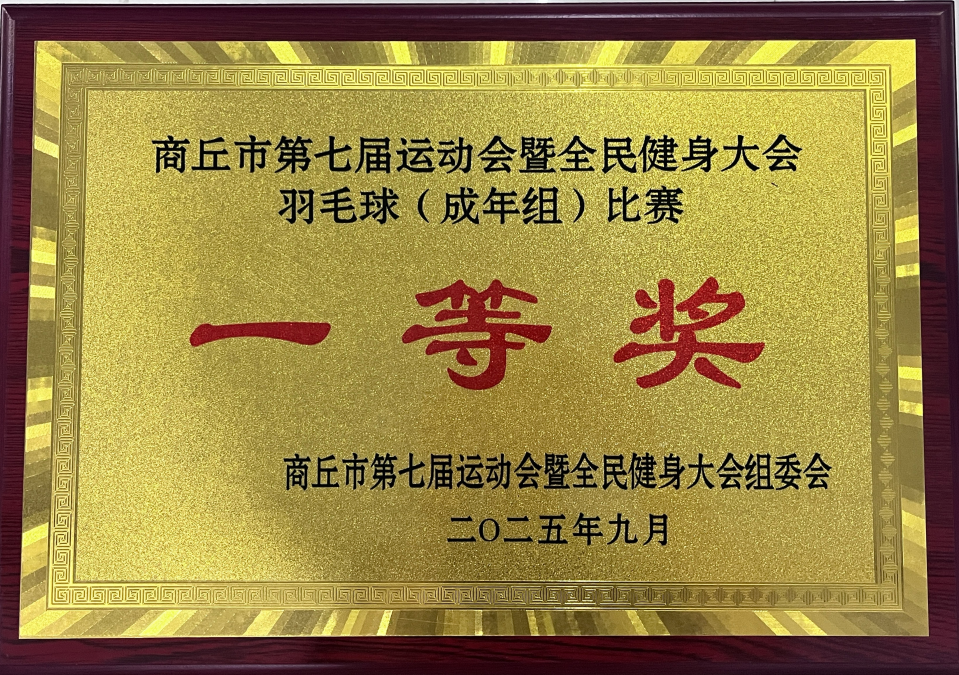 商丘市第七届运动会暨全民健身大会
羽毛球（成年组）比赛
一等奖
商丘市第七届运动会暨全民健身大会组委会
二〇二五年九月